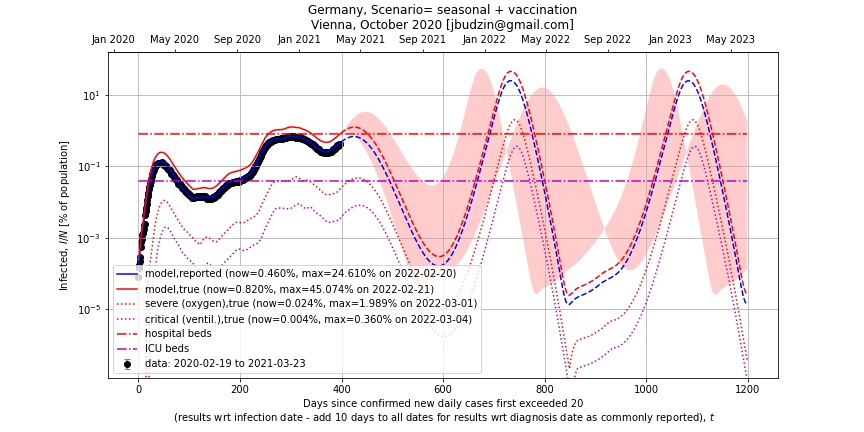 Germany, Scenario= seasonal + vaccination
Vienna, October 2020 [jbudzin@gmail.com]
Jan 2020 May 2020 Sep 2020 Jan 2021 May 2021 Sep 2021 Jan 2022 May 2022 Sep 2022 Jan 2023 May 2023
Infected, I/N [% of population]
10¹
10⁻¹
10⁻³
10⁻⁵
model,reported (now=0.460%, max=24.610% on 2022-02-20)
model,true (now=0.820%, max=45.074% on 2022-02-21)
severe (oxygen),true (now=0.024%, max=1.989% on 2022-03-01)
critical (ventil.),true (now=0.004%, max=0.360% on 2022-03-04)
hospital beds
ICU beds
data: 2020-02-19 to 2021-03-23
0 200 400 600 800 1000 1200
Days since confirmed new daily cases first exceeded 20
(results wrt infection date - add 10 days to all dates for results wrt diagnosis date as commonly reported), t